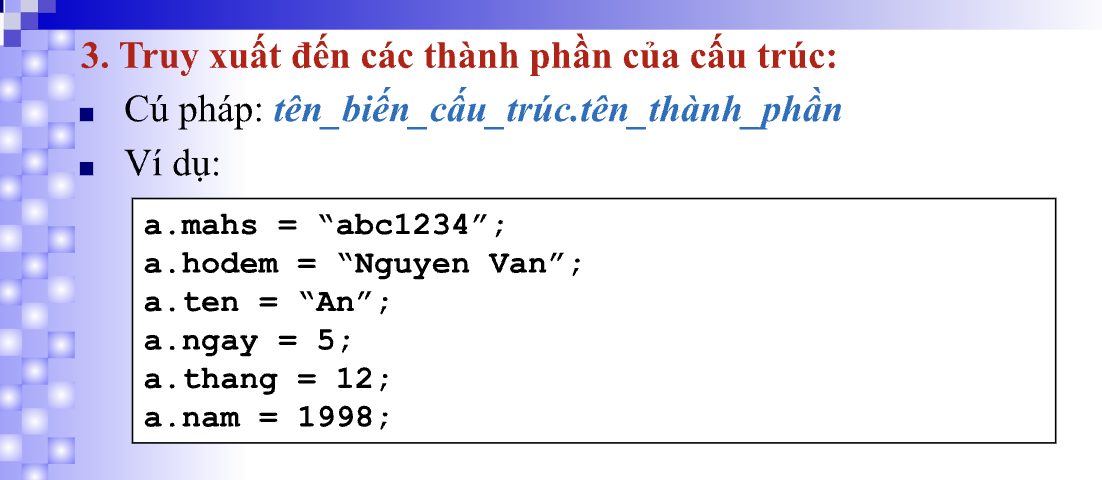 3. Truy xuất đến các thành phần của cấu trúc:
Cú pháp: tên_biến_cấu_trúc.tên_thành_phần
Ví dụ:
a.mahs = “abc1234”;
a.hodem = “Nguyen Van”;
a.ten = “An”;
a.ngay = 5;
a.thang = 12;
a.nam = 1998;